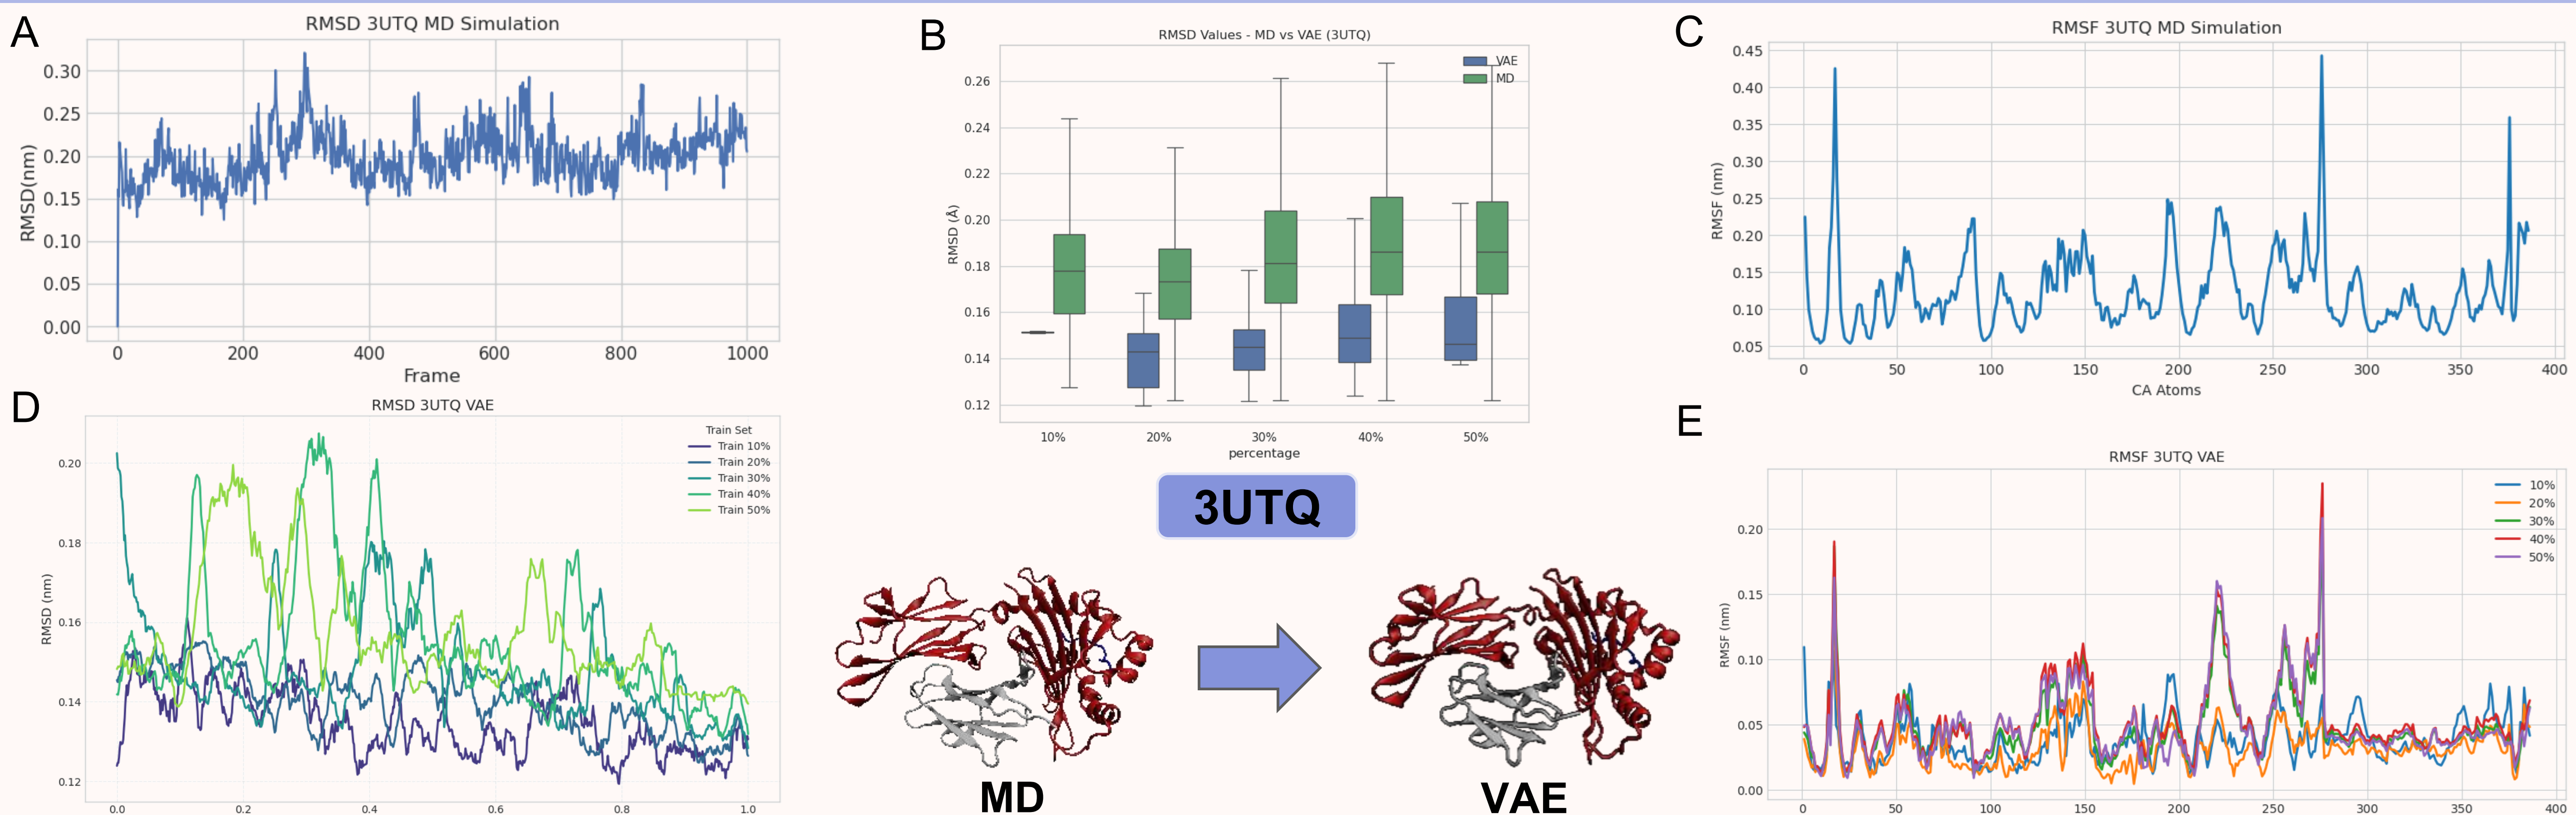 A
RMSD 3UTQ MD Simulation
RMSD(nm)
0.30
0.25
0.20
0.15
0.10
0.05
0.00
0 200 400 600 800 1000
Frame
B
RMSD Values - MD vs VAE (3UTQ)
VAE
MD
RMSD (Å)
0.26
0.24
0.22
0.20
0.18
0.16
0.14
0.12
10% 20% 30% 40% 50%
percentage
C
RMSF 3UTQ MD Simulation
RMSF (nm)
0.45
0.40
0.35
0.30
0.25
0.20
0.15
0.10
0.05
0 50 100 150 200 250 300 350 400
CA Atoms
D
RMSD 3UTQ VAE
Train Set
Train 10%
Train 20%
Train 30%
Train 40%
Train 50%
RMSD (nm)
0.20
0.18
0.16
0.14
0.12
0.0 0.2 0.4 0.6 0.8 1.0
3UTQ
MD
VAE
E
RMSF 3UTQ VAE
10%
20%
30%
40%
50%
RMSF (nm)
0.20
0.15
0.10
0.05
0.00
0 50 100 150 200 250 300 350 400